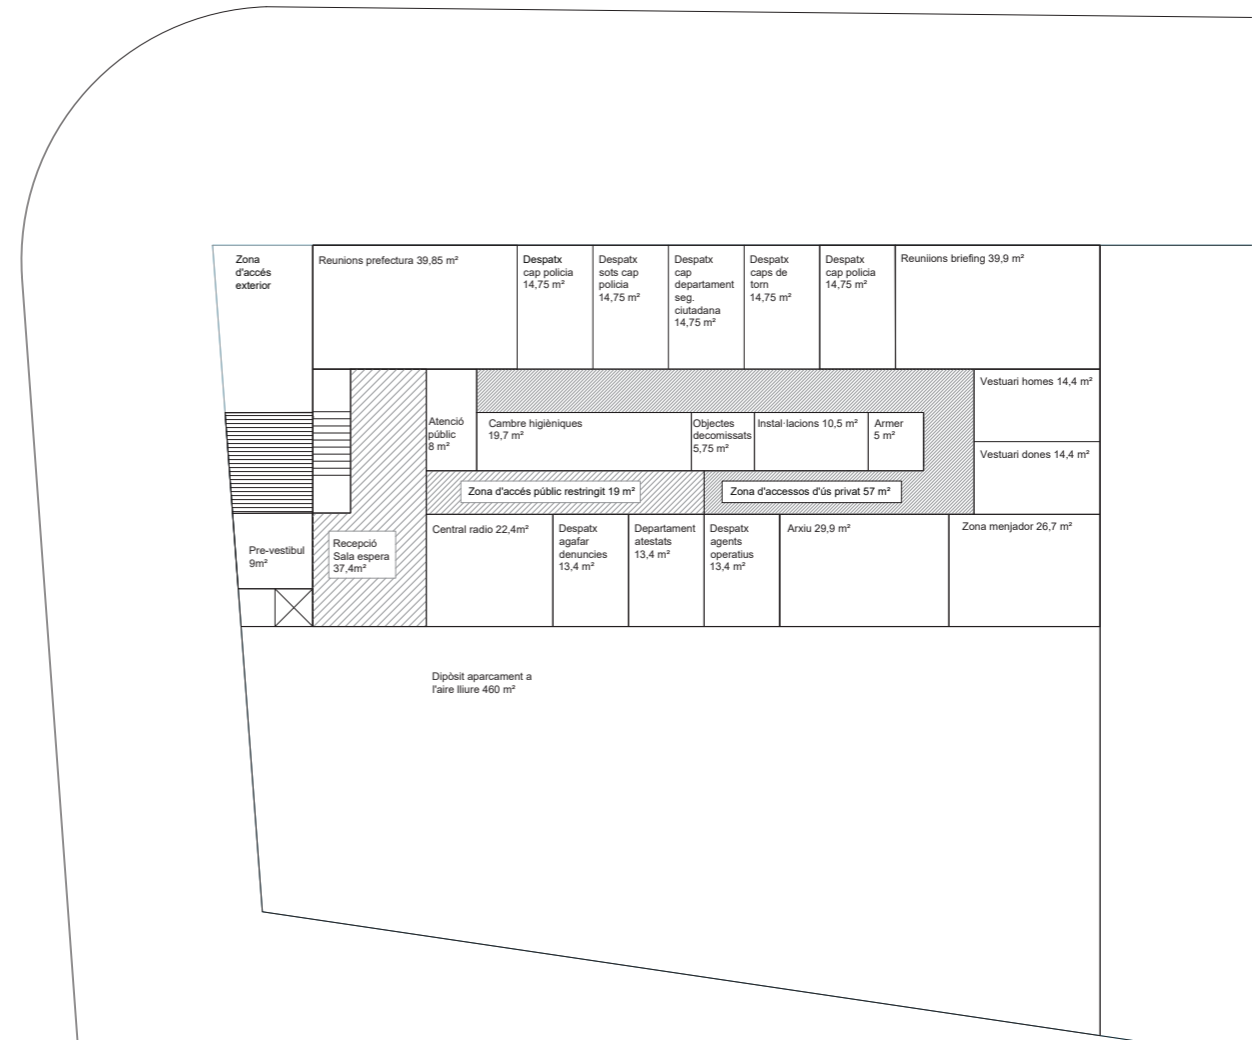 Zona
d'accés
exterior
Reunions prefectura 39,85 m²
Despatx
cap policia
14,75 m²
Despatx
sots cap
policia
14,75 m²
Despatx
cap
departament
seg.
ciutadana
14,75 m²
Despatx
caps de
torn
14,75 m²
Despatx
cap policia
14,75 m²
Reuniions briefing 39,9 m²
Vestuari homes 14,4 m²
Atenció
públic
8 m²
Cambre higièniques
19,7 m²
Objectes
decomissats
5,75 m²
Instal·lacions 10,5 m²
Armer
5 m²
Vestuari dones 14,4 m²
Zona d'accés públic restringit 19 m²
Zona d'accessos d'ús privat 57 m²
Pre-vestibul
9m²
Recepció
Sala espera
37,4m²
Central radio 22,4m²
Despatx
agafar
denuncies
13,4 m²
Departament
atestats
13,4 m²
Despatx
agents
operatius
13,4 m²
Arxiu 29,9 m²
Zona menjador 26,7 m²
Dipòsit aparcament a
l'aire lliure 460 m²